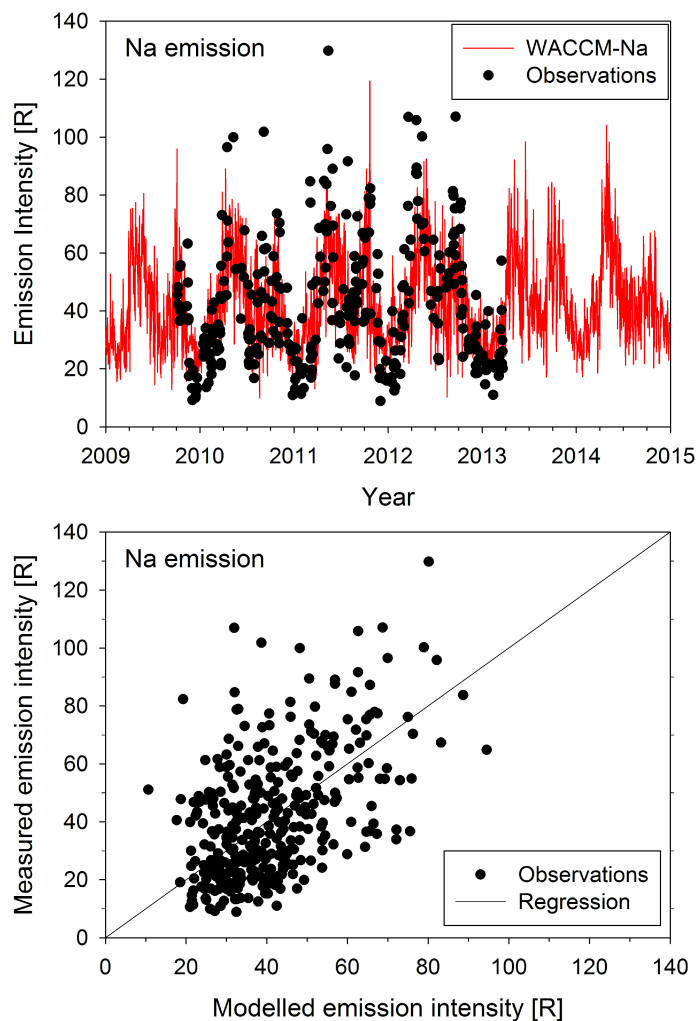 Na emission
WACCM-Na
Observations
140
120
100
80
60
40
20
0
Emission Intensity [R]
2009 2010 2011 2012 2013 2014 2015
Year
Na emission
140
120
100
80
60
40
20
0
Measured emission intensity [R]
Observations
Regression
0 20 40 60 80 100 120 140
Modelled emission intensity [R]